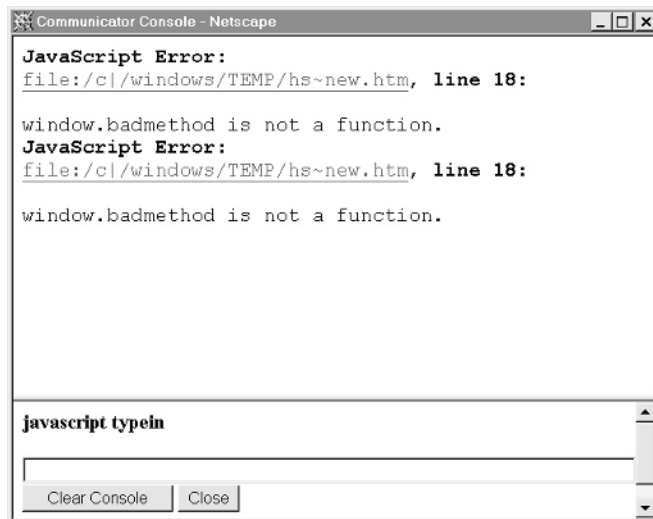 Communicator Console - Netscape
JavaScript Error:
file:/c|/windows/TEMP/hs~new.htm, line 18:
window.badmethod is not a function.
JavaScript Error:
file:/c|/windows/TEMP/hs~new.htm, line 18:
window.badmethod is not a function.
javascript typein
Clear Console Close